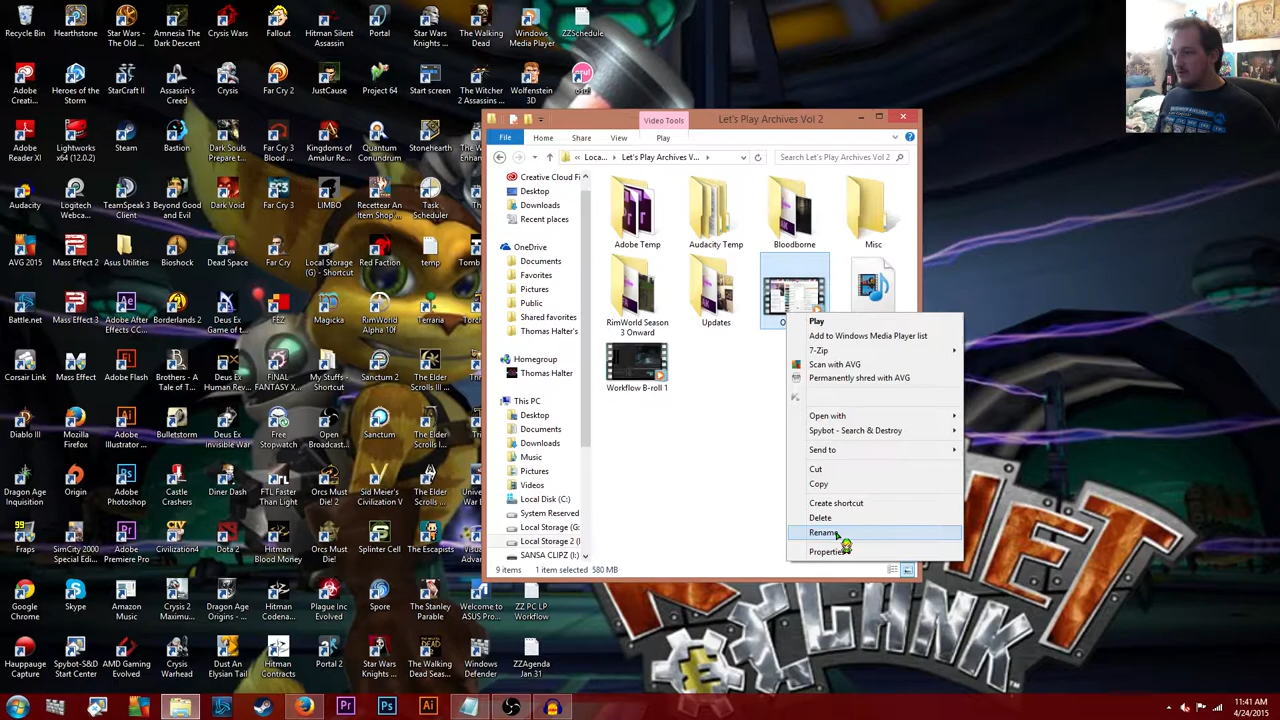 Recycle Bin
Hearthstone
Star Wars - The Old ...
Amnesia The Dark Descent
Crysis Wars
Fallout
Hitman Silent Assassin
Portal
Star Wars Knights ...
The Walking Dead
Windows Media Player
ZZSchedule
Adobe Creati...
Heroes of the Storm
StarCraft II
Assassin's Creed
Crysis
Far Cry 2
JustCause
Project 64
Start screen
The Witcher 2 Assassins ...
Wolfenstein 3D
osu!
Adobe Reader XI
Lightworks x64 (12.0.2)
Steam
Bastion
Dark Souls Prepare t...
Far Cry 3 Blood ...
Kingdoms of Amalur Re...
Quantum Conundrum
Stonehearth
The Walking Dead
Audacity
Logitech Webca...
TeamSpeak 3 Client
Beyond Good and Evil
Dark Void
Far Cry 3
LIMBO
Recettear An Item Shop'...
Task Scheduler
AVG 2015
Mass Effect 2
Asus Utilities
Bioshock
Dead Space
Far Cry
Local Storage (G) - Shortcut
Red Faction
temp
Battle.net
Mass Effect 3
Adobe After Effects CC...
Borderlands 2
Deus Ex Game of t...
FEZ
Magicka
RimWorld Alpha 10f
Terraria
Corsair Link
Mass Effect
Adobe Flash
Brothers - A Tale of T...
Deus Ex Human Rev...
FINAL FANTASY X...
My Stuffs - Shortcut
Sanctum 2
The Elder Scrolls III ...
Diablo III
Mozilla Firefox
Adobe Illustrator ...
Bulletstorm
Deus Ex Invisible War
Free Stopwatch
Open Broadcast...
Sanctum
The Elder Scrolls IV ...
Dragon Age Inquisition
Origin
Adobe Photoshop ...
Castle Crashers
Diner Dash
FTL Faster Than Light
Orcs Must Die! 2
Sid Meier's Civilization V
The Elder Scrolls V ...
Fraps
SimCity 2000 Special Ed...
Civilization4
Dota 2
Hitman Blood Money
Orcs Must Die!
Splinter Cell
The Escapists
Google Chrome
Skype
Amazon Music
Crysis 2 Maximu...
Dragon Age Origins - ...
Hitman Codena...
Plague Inc Evolved
Spore
The Stanley Parable
Welcome to ASUS Pro...
ZZ PC LP Workflow
Hauppauge Capture
Spybot-S&D Start Center
AMD Gaming Evolved
Crysis Warhead
Dust An Elysian Tail
Hitman Contracts
Portal 2
Star Wars Knights ...
The Walking Dead Seas...
Windows Defender
ZZAgenda Jan 31
Video Tools
Let's Play Archives Vol 2
File
Home
Share
View
Play
« Loca...
Let's Play Archives V...
Search Let's Play Archives Vol 2
Creative Cloud Fi
Desktop
Downloads
Recent places
OneDrive
Documents
Favorites
Pictures
Public
Shared favorites
Thomas Halter's
Homegroup
Thomas Halter
This PC
Desktop
Documents
Downloads
Music
Pictures
Videos
Local Disk (C:)
System Reserved
Local Storage (G:
Local Storage 2 (
SANSA CLIPZ (I:)
Adobe Temp
Audacity Temp
Bloodborne
Misc
RimWorld Season 3 Onward
Updates
Workflow B-roll 1
Play
Add to Windows Media Player list
7-Zip
Scan with AVG
Permanently shred with AVG
Open with
Spybot - Search & Destroy
Send to
Cut
Copy
Create shortcut
Delete
Rename
Properties
9 items
1 item selected 580 MB
11:41 AM
4/24/2015